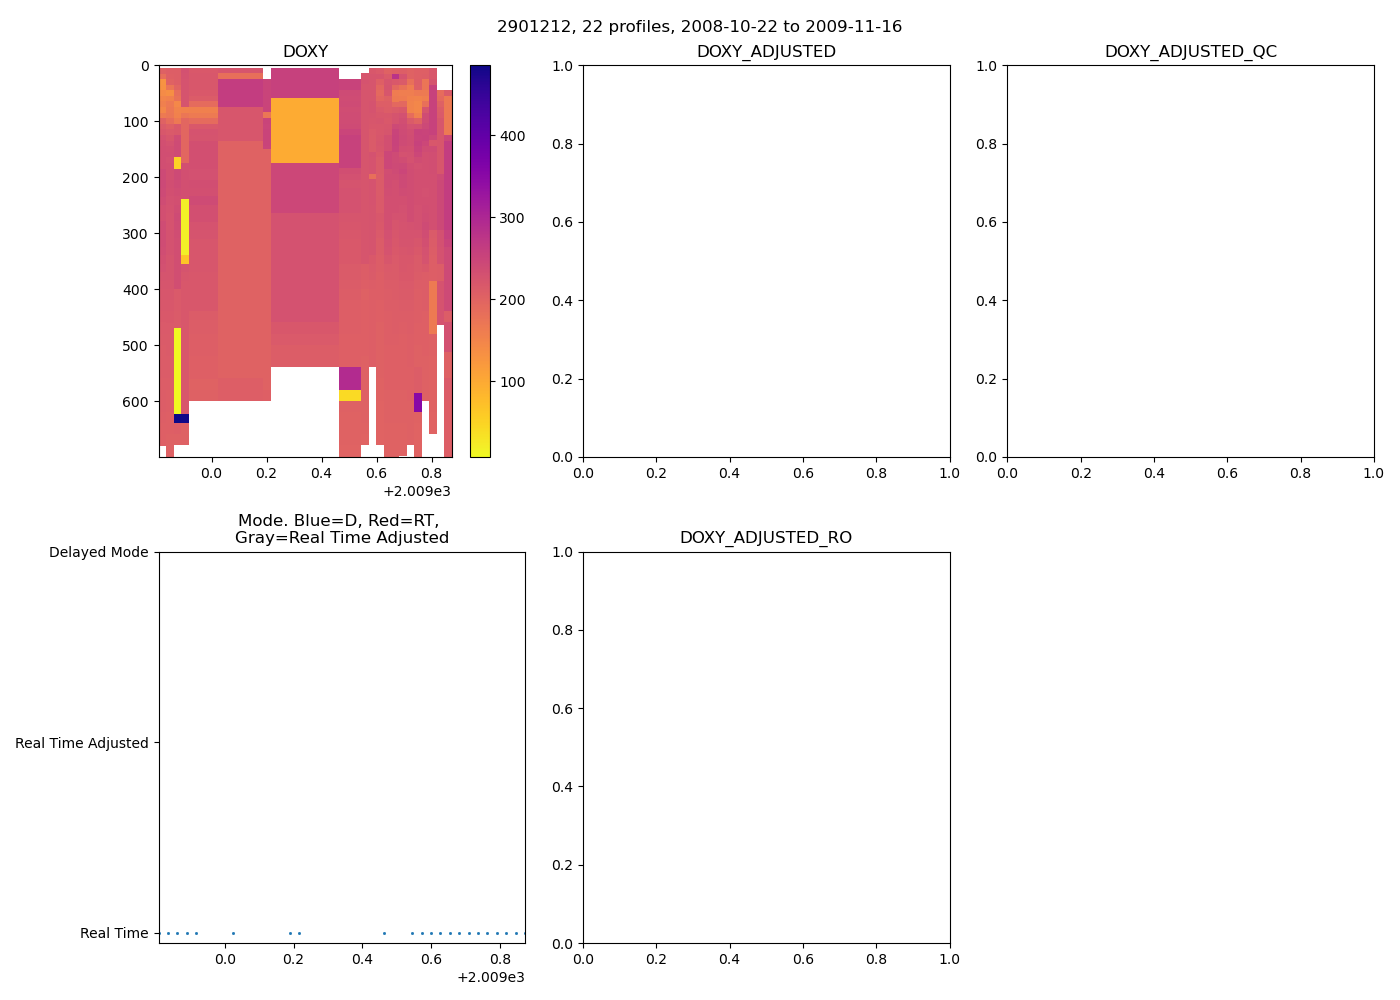 2901212, 22 profiles, 2008-10-22 to 2009-11-16
DOXY
DOXY_ADJUSTED
DOXY_ADJUSTED_QC
0
100
200
300
400
500
600
0.0 0.2 0.4 0.6 0.8
+2.009e3
400
300
200
100
1.0
0.8
0.6
0.4
0.2
0.0
0.0 0.2 0.4 0.6 0.8 1.0
1.0
0.8
0.6
0.4
0.2
0.0
0.0 0.2 0.4 0.6 0.8 1.0
Mode. Blue=D, Red=RT,
Gray=Real Time Adjusted
Delayed Mode
Real Time Adjusted
Real Time
0.0 0.2 0.4 0.6 0.8
+2.009e3
DOXY_ADJUSTED_RO
1.0
0.8
0.6
0.4
0.2
0.0
0.0 0.2 0.4 0.6 0.8 1.0